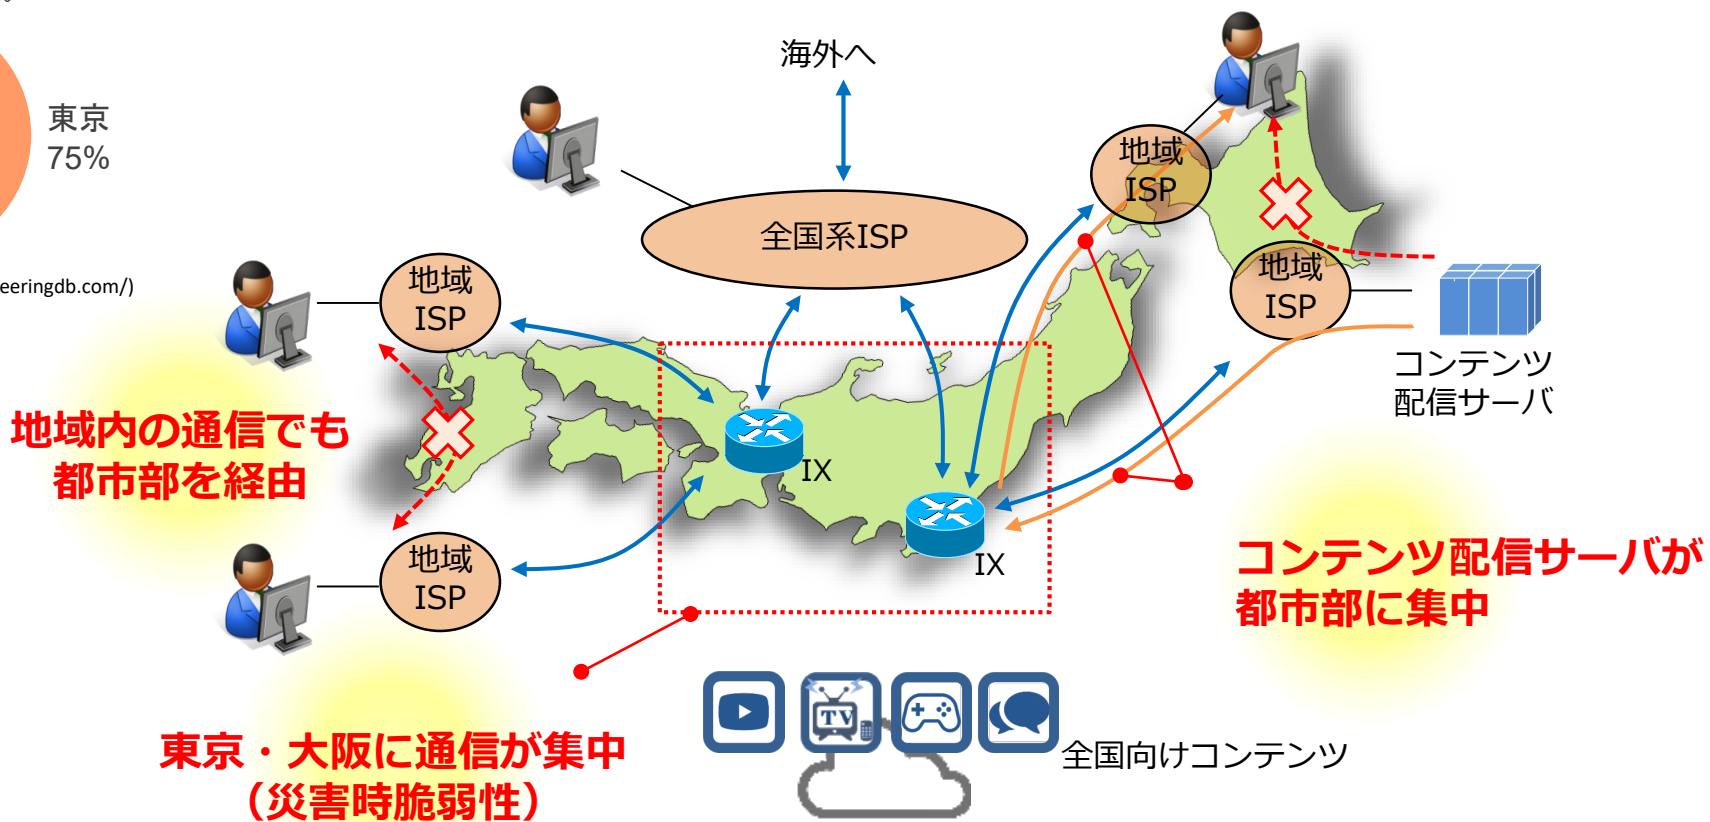 海外へ
東京
75%
地域
ISP
全国系ISP
eeringdb.com/)
地域
ISP
地域
ISP
コンテンツ
配信サーバ
地域内の通信でも
都市部を経由
IX
IX
地域
ISP
コンテンツ配信サーバが
都市部に集中
東京・大阪に通信が集中
（災害時脆弱性）
TV
全国向けコンテンツ